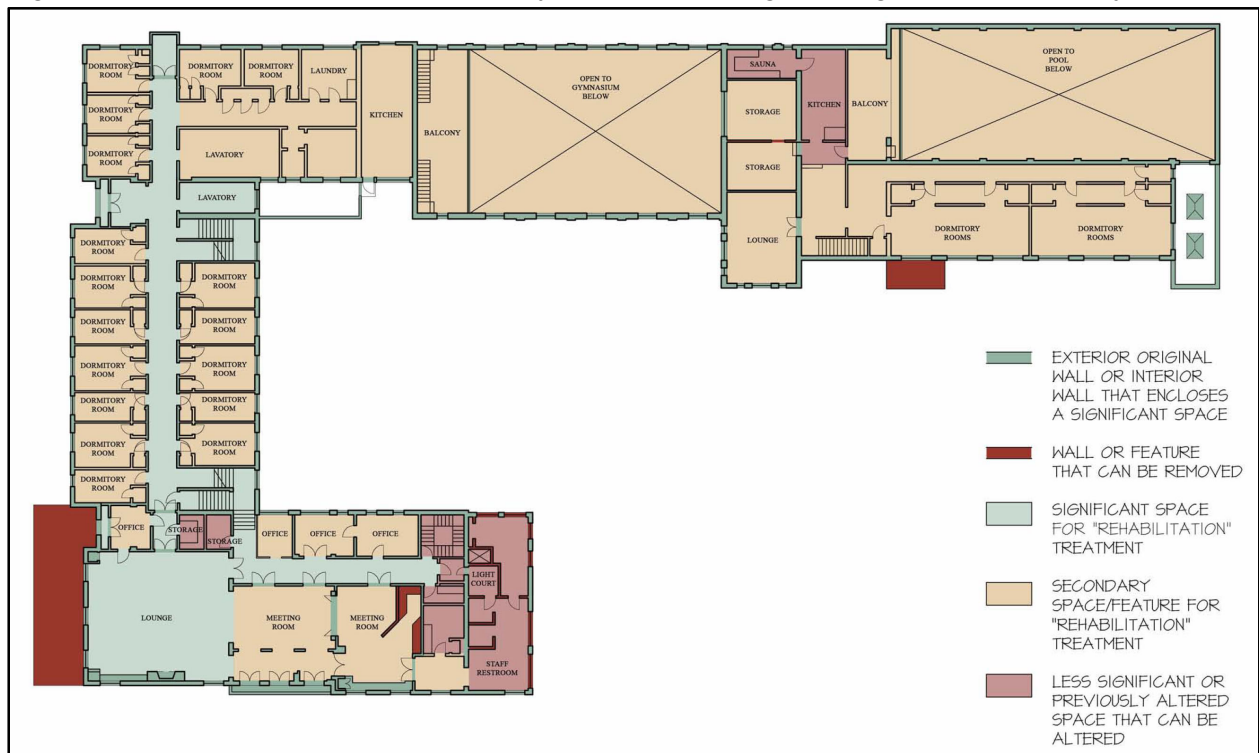 DORMITORY
ROOM
DORMITORY
ROOM
DORMITORY
ROOM
LAUNDRY
KITCHEN
BALCONY
OPEN TO
GYMNASIUM
BELOW
SAUNA
KITCHEN
STORAGE
BALCONY
OPEN TO
POOL
BELOW
DORMITORY
ROOM
DORMITORY
ROOM
LAVATORY
STORAGE
LAVATORY
LOUNGE
DORMITORY
ROOMS
DORMITORY
ROOMS
DORMITORY
ROOM
DORMITORY
ROOM
DORMITORY
ROOM
DORMITORY
ROOM
DORMITORY
ROOM
DORMITORY
ROOM
DORMITORY
ROOM
DORMITORY
ROOM
DORMITORY
ROOM
DORMITORY
ROOM
DORMITORY
ROOM
DORMITORY
ROOM
OFFICE
STORAGE
STORAGE
OFFICE
OFFICE
OFFICE
LIGHT
COURT
LOUNGE
MEETING
ROOM
MEETING
ROOM
STAFF
RESTROOM
EXTERIOR ORIGINAL
WALL OR INTERIOR
WALL THAT ENCLOSES
A SIGNIFICANT SPACE
WALL OR FEATURE
THAT CAN BE REMOVED
SIGNIFICANT SPACE
FOR "REHABILITATION"
TREATMENT
SECONDARY
SPACE/FEATURE FOR
"REHABILITATION"
TREATMENT
LESS SIGNIFICANT OR
PREVIOUSLY ALTERED
SPACE THAT CAN BE
ALTERED